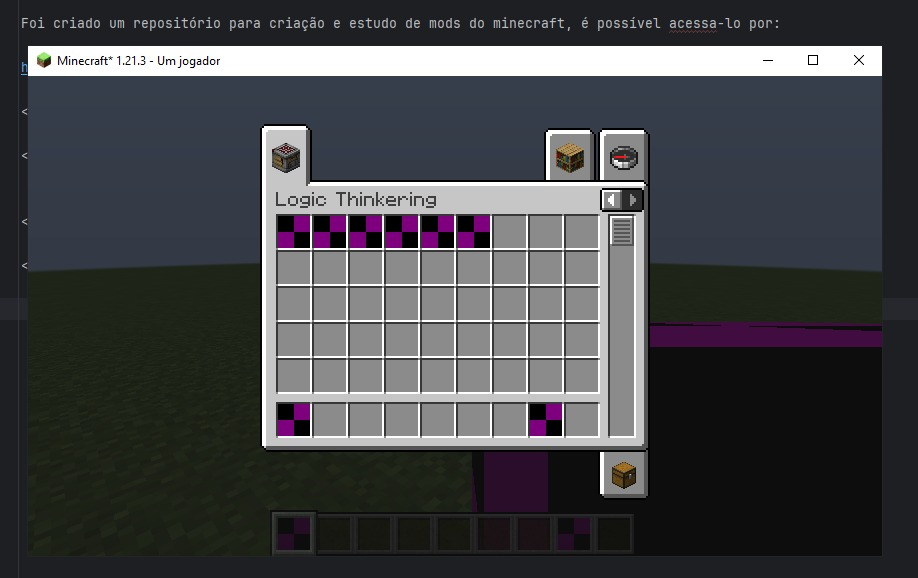 Foi criado um repositório para criação e estudo de mods do minecraft, é possível acessa-lo por:
h
Minecraft* 1.21.3 - Um jogador
<
<
Logic Thinkering
<
<